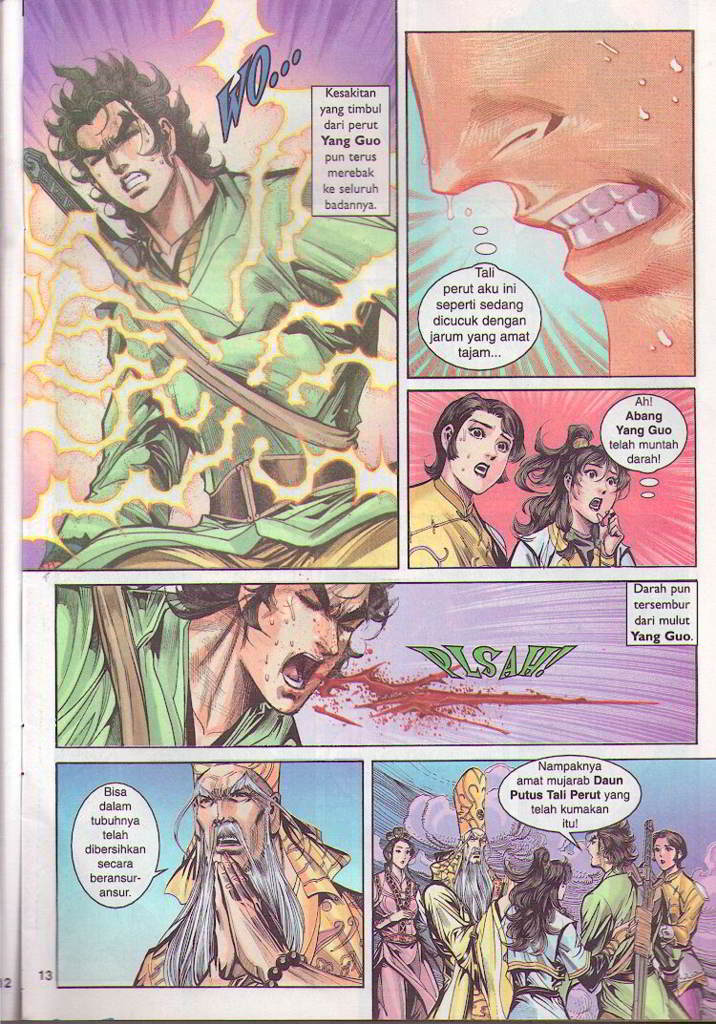 WO...
Kesakitan
yang timbul
dari perut
Yang Guo
pun terus
merebak
ke seluruh
badannya.
Tali
perut aku ini
seperti sedang
dicucuk dengan
jarum yang amat
tajam...
Ah!
Abang
Yang Guo
telah muntah
darah!
Darah pun
tersembur
dari mulut
Yang Guo.
PLSAH!
Bisa
dalam
tubuhnya
telah
dibersihkan
secara
beransur-
ansur.
Nampaknya
amat mujarab Daun
Putus Tali Perut yang
telah kumakan
itu!
12
13